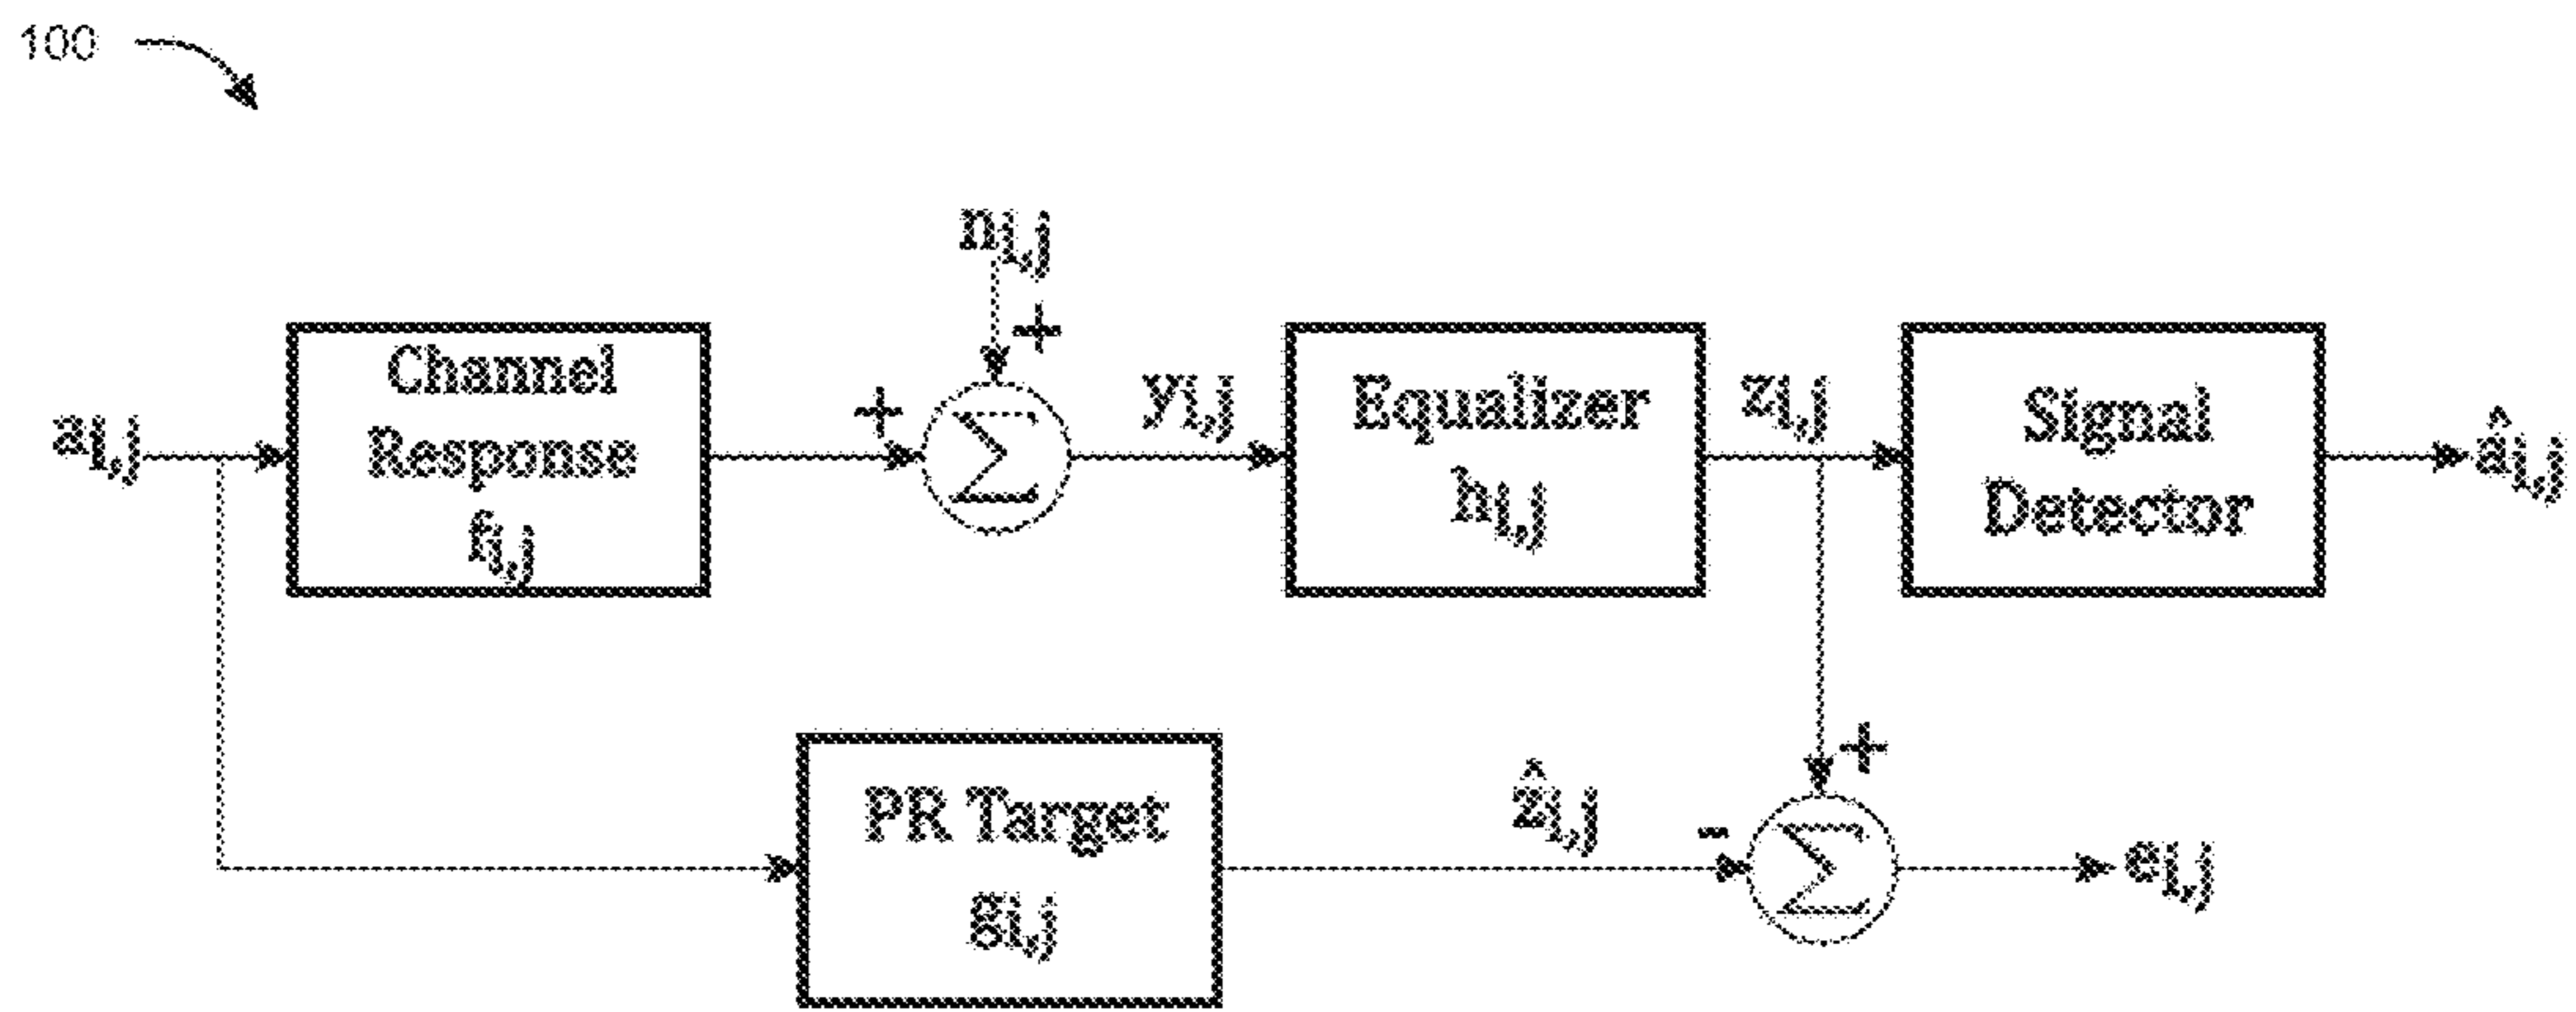 100
n_{i,j}
+
Channel
Response
f_{i,j}
a_{i,j}
+
Σ
y_{i,j}
Equalizer
h_{i,j}
z_{i,j}
Signal
Detector
â_{i,j}
PR Target
g_{i,j}
ẑ_{i,j}
-
+
Σ
e_{i,j}